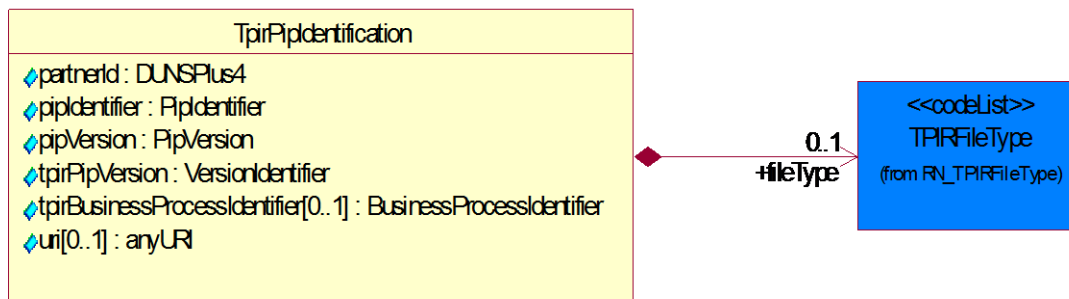 TpirPipIdentification
partnerId : DUNSPlus4
pipIdentifier : PipIdentifier
pipVersion : PipVersion
tpirPipVersion : VersionIdentifier
tpirBusinessProcessIdentifier[0..1] : BusinessProcessIdentifier
uri[0..1] : anyURI
0..1
+fileType
<<codeList>>
TPIRFileType
(from RN_TPIRFileType)